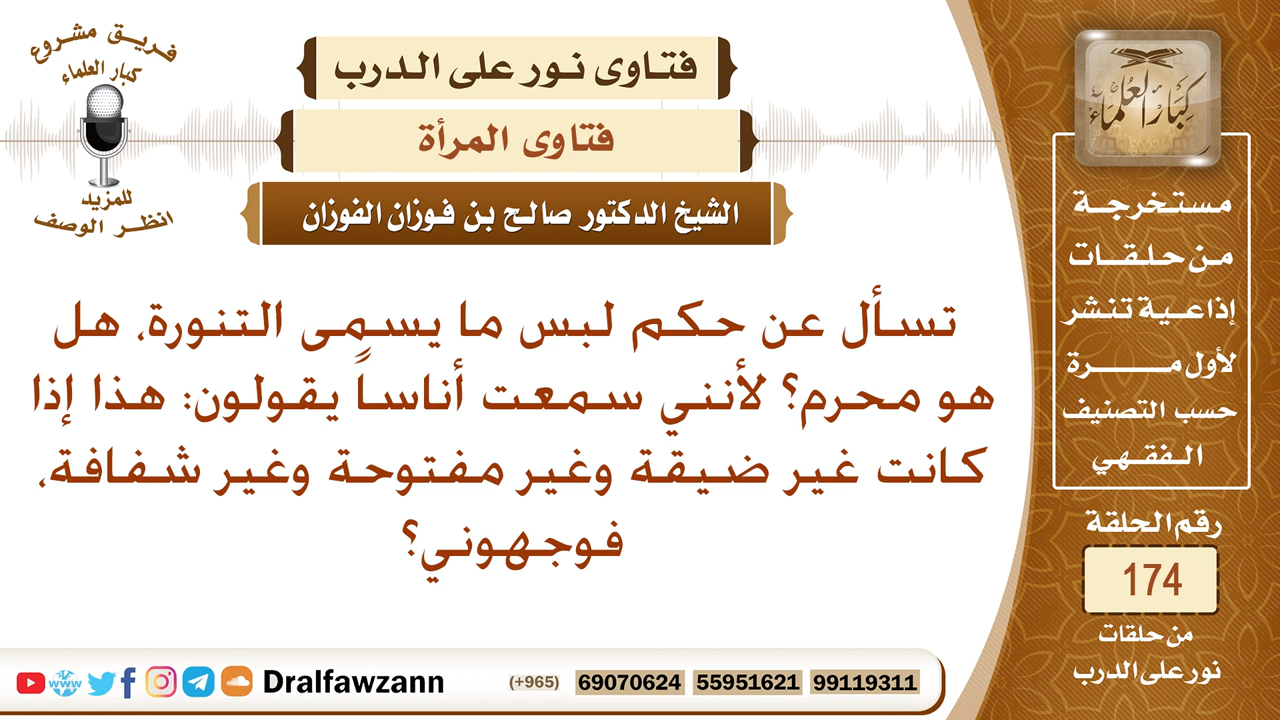 فريق مشروع
كبار العلماء
للمزيد
انظر الوصف
فتاوى نور على الدرب
فتاوى المرأة
الشيخ الدكتور صالح بن فوزان الفوزان
تسأل عن حكم لبس ما يسمى التنورة، هل
هو محرم؟ لأنني سمعت أناساً يقولون: هذا إذا
كانت غير ضيقة وغير مفتوحة وغير شفافة،
فوجهوني؟
كبار العلماء
مستخرجة
من حلقات
إذاعية تنشر
لأول مرة
حسب التصنيف
الفقهي
رقم الحلقة
174
من حلقات
نور على الدرب
www
Dralfawzann
(+965) 69070624 55951621 99119311